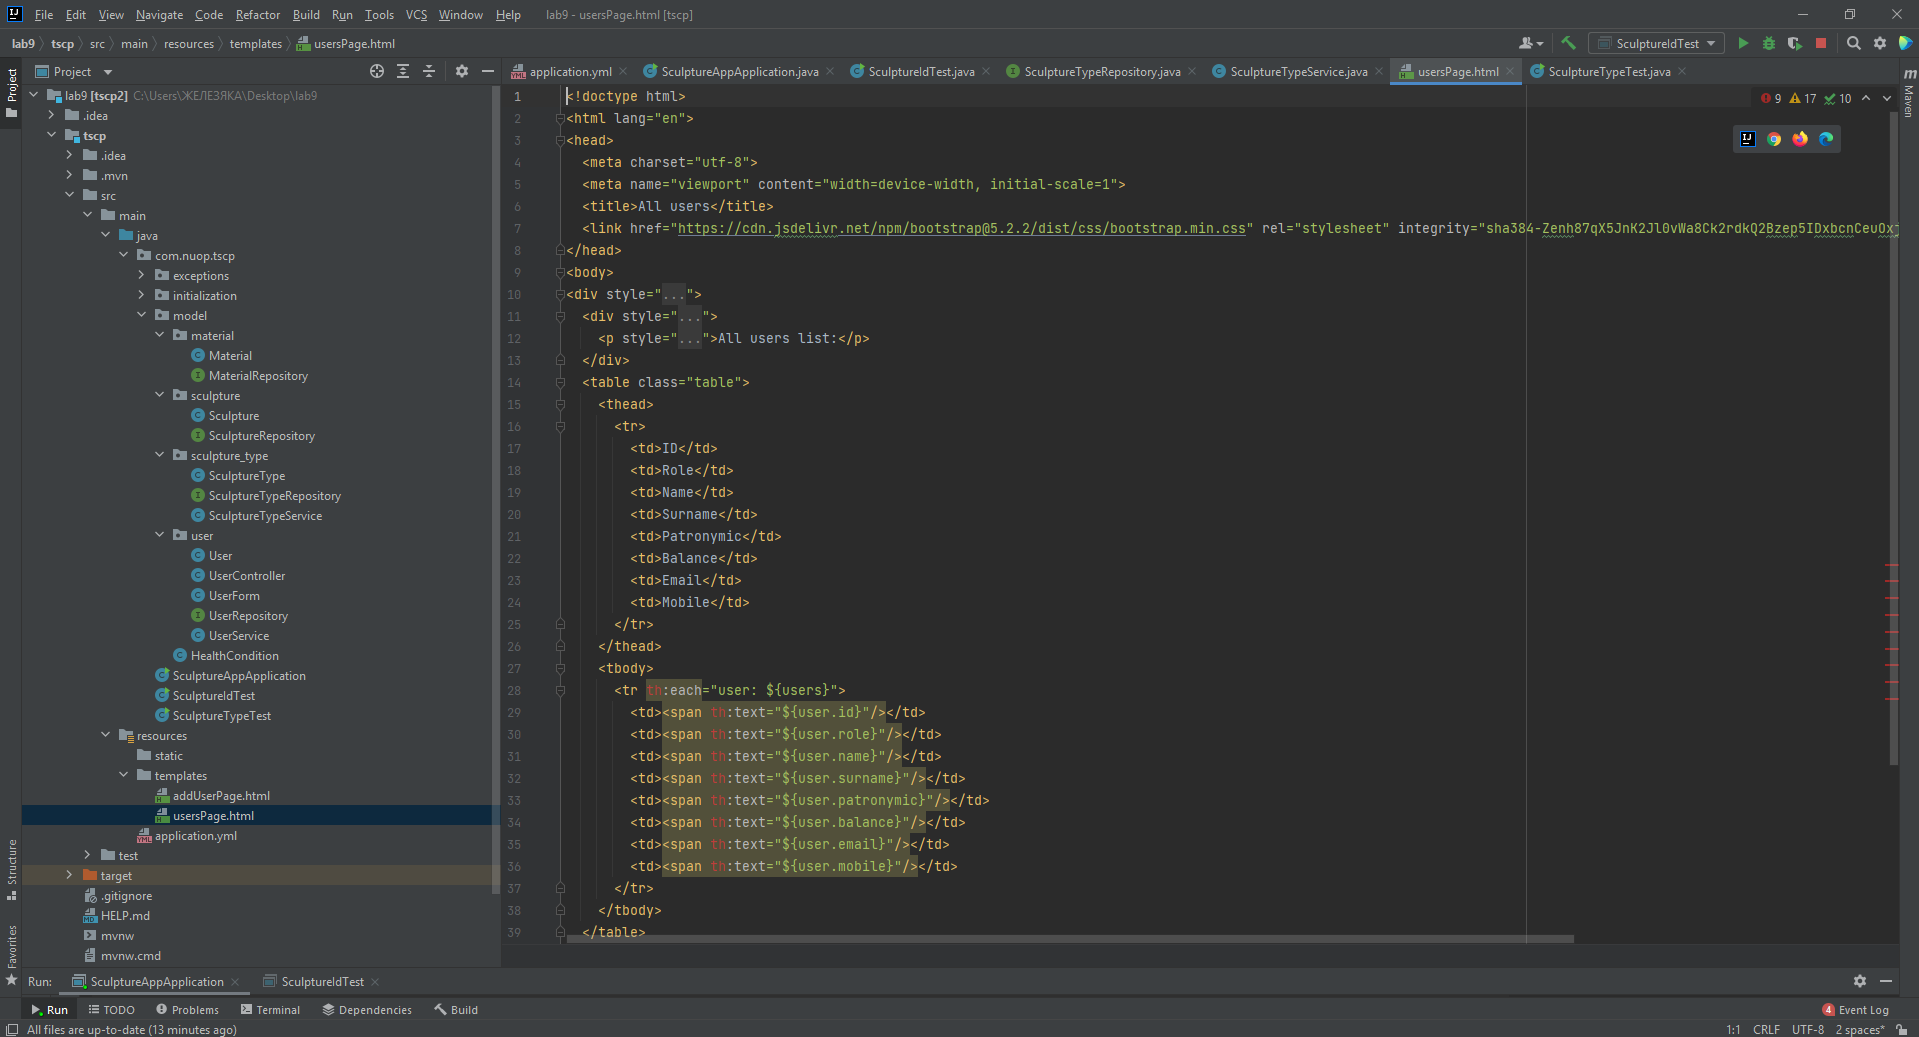 File Edit View Navigate Code Refactor Build Run Tools VCS Window Help lab9 - usersPage.html [tscp]
lab9 tscp src main resources templates usersPage.html
SculptureIdTest
Project
application.yml SculptureAppApplication.java SculptureIdTest.java SculptureTypeRepository.java SculptureTypeService.java usersPage.html SculptureTypeTest.java
Project
Maven
Structure
Favorites
lab9 [tscp2] C:\Users\ЖЕЛЕЗЯКА\Desktop\lab9
.idea
tscp
.idea
.mvn
src
main
java
com.nuop.tscp
exceptions
initialization
model
material
Material
MaterialRepository
sculpture
Sculpture
SculptureRepository
sculpture_type
SculptureType
SculptureTypeRepository
SculptureTypeService
user
User
UserController
UserForm
UserRepository
UserService
HealthCondition
SculptureAppApplication
SculptureIdTest
SculptureTypeTest
resources
static
templates
addUserPage.html
usersPage.html
application.yml
test
target
.gitignore
HELP.md
mvnw
mvnw.cmd
9 17 10
1 <!doctype html>
2 <html lang="en">
3 <head>
4 <meta charset="utf-8">
5 <meta name="viewport" content="width=device-width, initial-scale=1">
6 <title>All users</title>
7 <link href="https://cdn.jsdelivr.net/npm/bootstrap@5.2.2/dist/css/bootstrap.min.css" rel="stylesheet" integrity="sha384-Zenh87qX5JnK2Jl0vWa8Ck2rdkQ2Bzep5IDxbcnCeuOxj
8 </head>
9 <body>
10 <div style="...">
11 <div style="...">
12 <p style="...">All users list:</p>
13 </div>
14 <table class="table">
15 <thead>
16 <tr>
17 <td>ID</td>
18 <td>Role</td>
19 <td>Name</td>
20 <td>Surname</td>
21 <td>Patronymic</td>
22 <td>Balance</td>
23 <td>Email</td>
24 <td>Mobile</td>
25 </tr>
26 </thead>
27 <tbody>
28 <tr th:each="user: ${users}">
29 <td><span th:text="${user.id}"/></td>
30 <td><span th:text="${user.role}"/></td>
31 <td><span th:text="${user.name}"/></td>
32 <td><span th:text="${user.surname}"/></td>
33 <td><span th:text="${user.patronymic}"/></td>
34 <td><span th:text="${user.balance}"/></td>
35 <td><span th:text="${user.email}"/></td>
36 <td><span th:text="${user.mobile}"/></td>
37 </tr>
38 </tbody>
39 </table>
Run: SculptureAppApplication SculptureIdTest
Run TODO Problems Terminal Dependencies Build 4 Event Log
All files are up-to-date (13 minutes ago) 1:1 CRLF UTF-8 2 spaces*